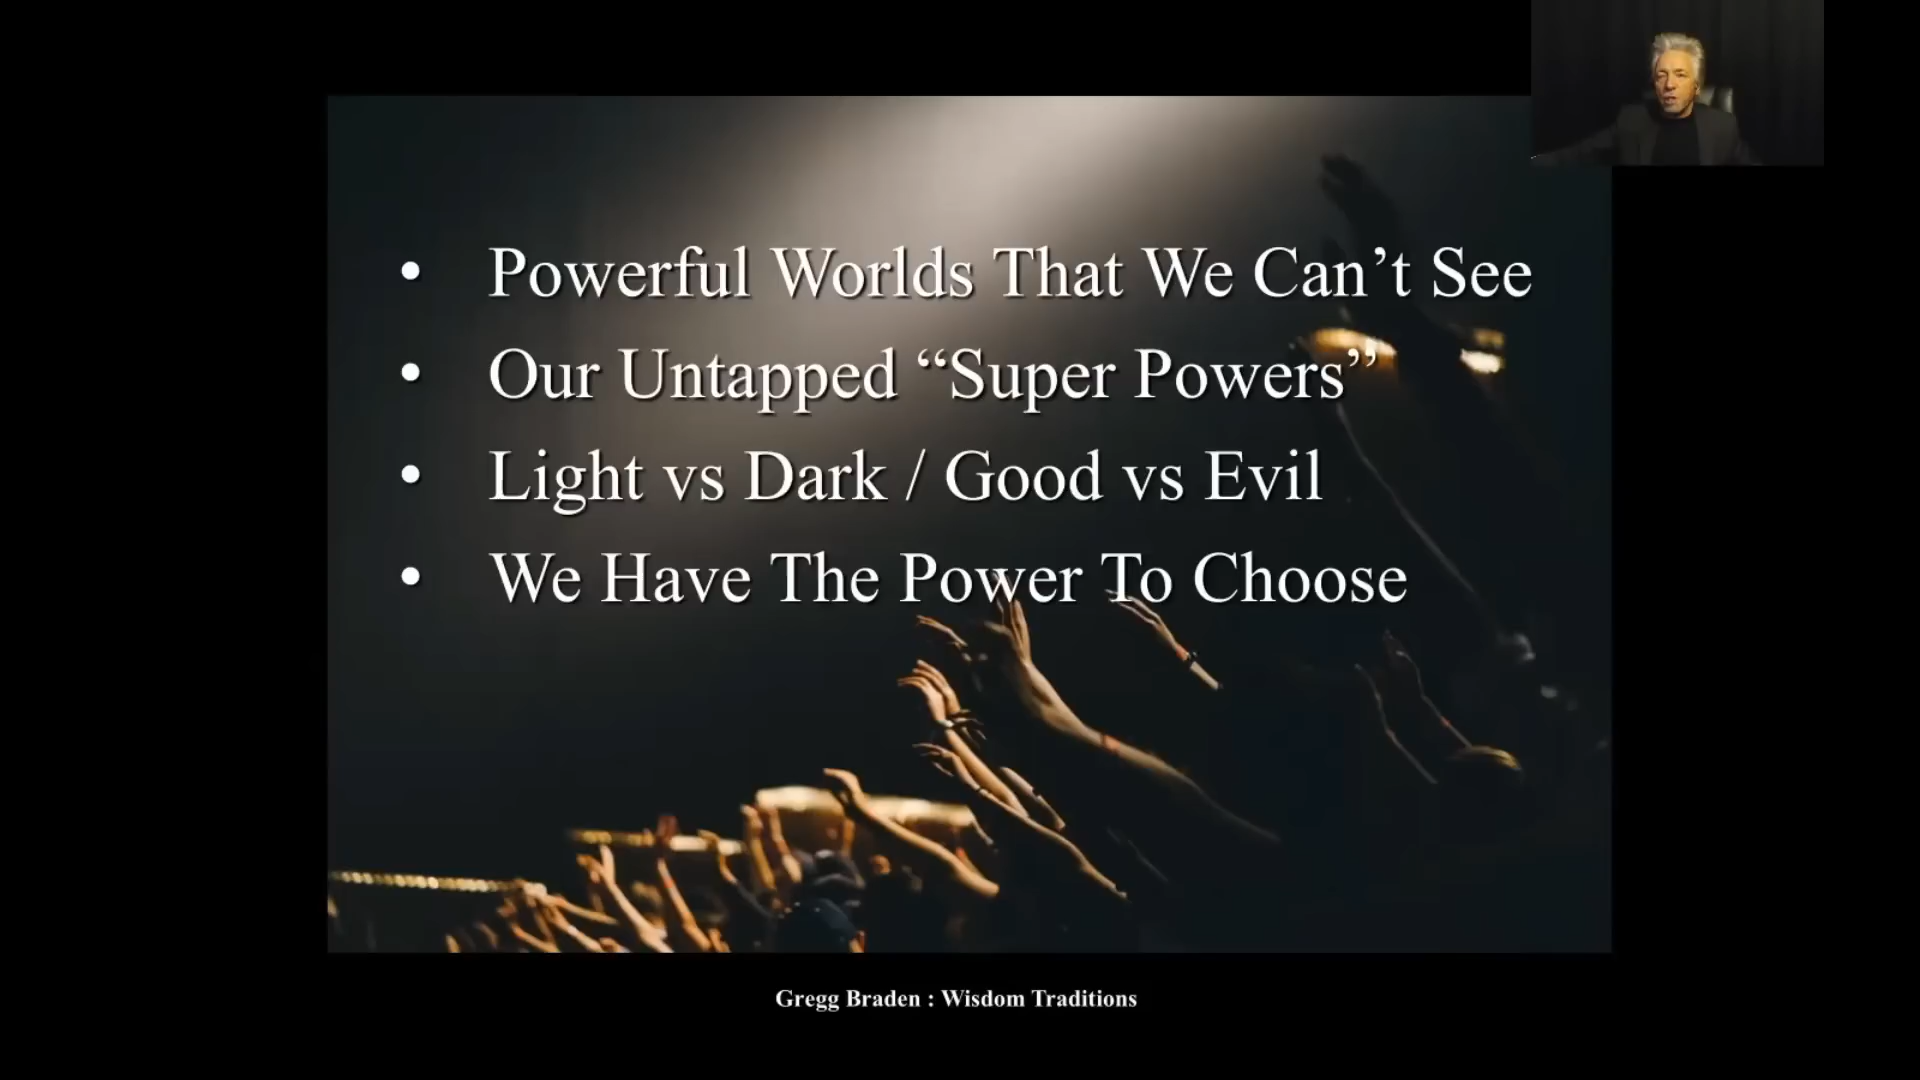 • Powerful Worlds That We Can’t See
• Our Untapped “Super Powers”
• Light vs Dark / Good vs Evil
• We Have The Power To Choose
Gregg Braden : Wisdom Traditions